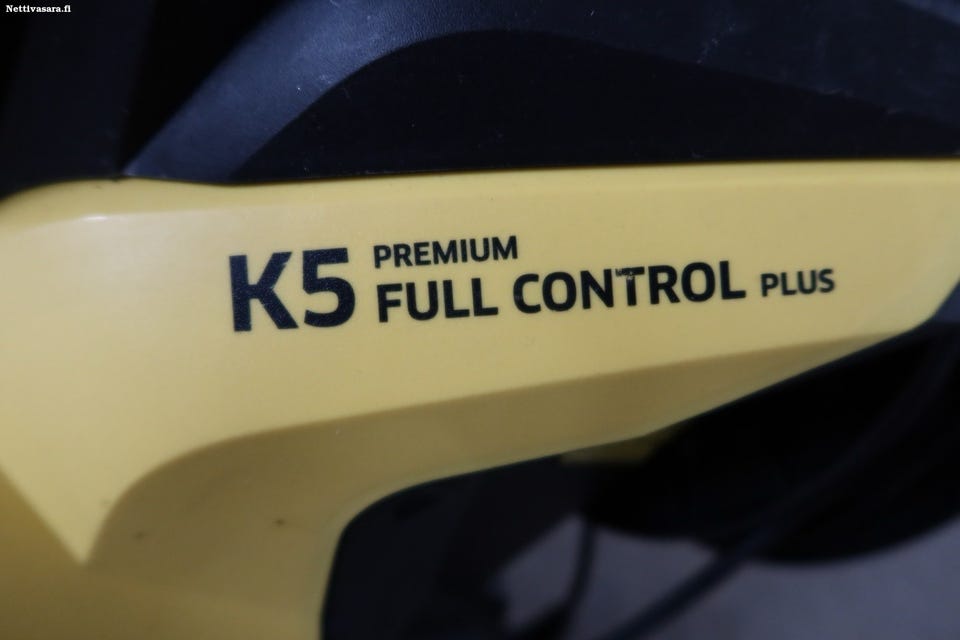 Nettivasara.fi
K5 PREMIUM
FULL CONTROL PLUS